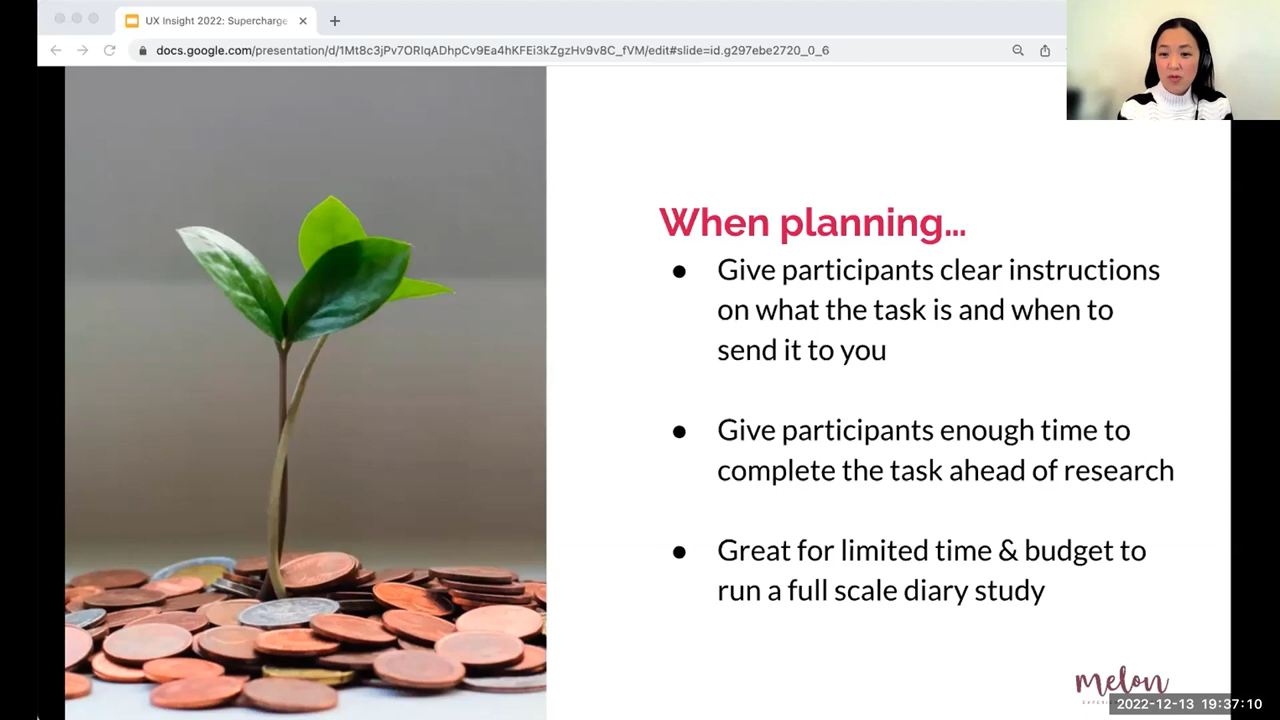 UX Insight 2022: Supercharge
docs.google.com/presentation/d/1Mt8c3jPv7ORIqADhpCv9Ea4hKFEi3kZgzHv9v8C_fVM/edit#slide=id.g297ebe2720_0_6
When planning...
● Give participants clear instructions
on what the task is and when to
send it to you
● Give participants enough time to
complete the task ahead of research
● Great for limited time & budget to
run a full scale diary study
melon
2022-12-13 19:37:10